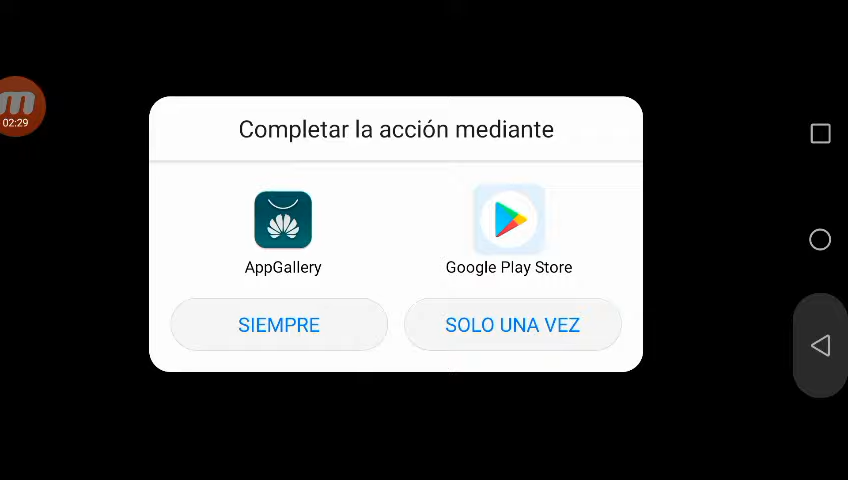 Completar la acción mediante
02:29
AppGallery
Google Play Store
SIEMPRE
SOLO UNA VEZ